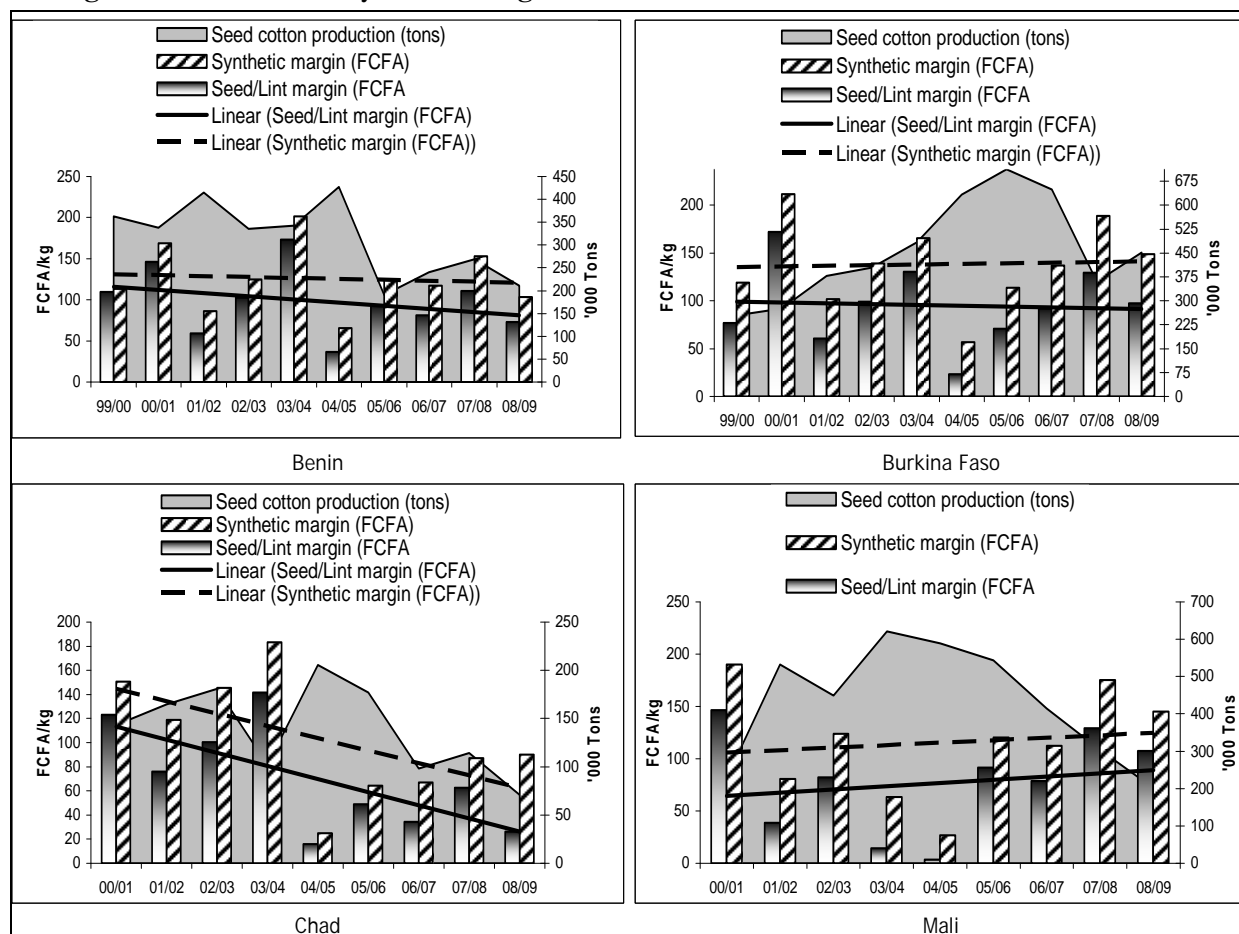 Seed cotton production (tons)
Synthetic margin (FCFA)
Seed/Lint margin (FCFA
Linear (Seed/Lint margin (FCFA)
Linear (Synthetic margin (FCFA))
FCFA/kg
250
200
150
100
50
0
450
400
350
300
250
200
150
100
50
0
'000 Tons
99/00 00/01 01/02 02/03 03/04 04/05 05/06 06/07 07/08 08/09
Benin
Seed cotton production (tons)
Synthetic margin (FCFA)
Seed/Lint margin (FCFA
Linear (Seed/Lint margin (FCFA)
Linear (Synthetic margin (FCFA))
FCFA/kg
200
150
100
50
0
675
600
525
450
375
300
225
150
75
0
'000 Tons
99/00 00/01 01/02 02/03 03/04 04/05 05/06 06/07 07/08 08/09
Burkina Faso
Seed cotton production (tons)
Synthetic margin (FCFA)
Seed/Lint margin (FCFA
Linear (Seed/Lint margin (FCFA)
Linear (Synthetic margin (FCFA))
FCFA/kg
200
180
160
140
120
100
80
60
40
20
0
250
200
150
100
50
0
'000 Tons
00/01 01/02 02/03 03/04 04/05 05/06 06/07 07/08 08/09
Chad
Seed cotton production (tons)
Synthetic margin (FCFA)
Seed/Lint margin (FCFA
FCFA/kg
250
200
150
100
50
0
700
600
500
400
300
200
100
0
'000 Tons
00/01 01/02 02/03 03/04 04/05 05/06 06/07 07/08 08/09
Mali